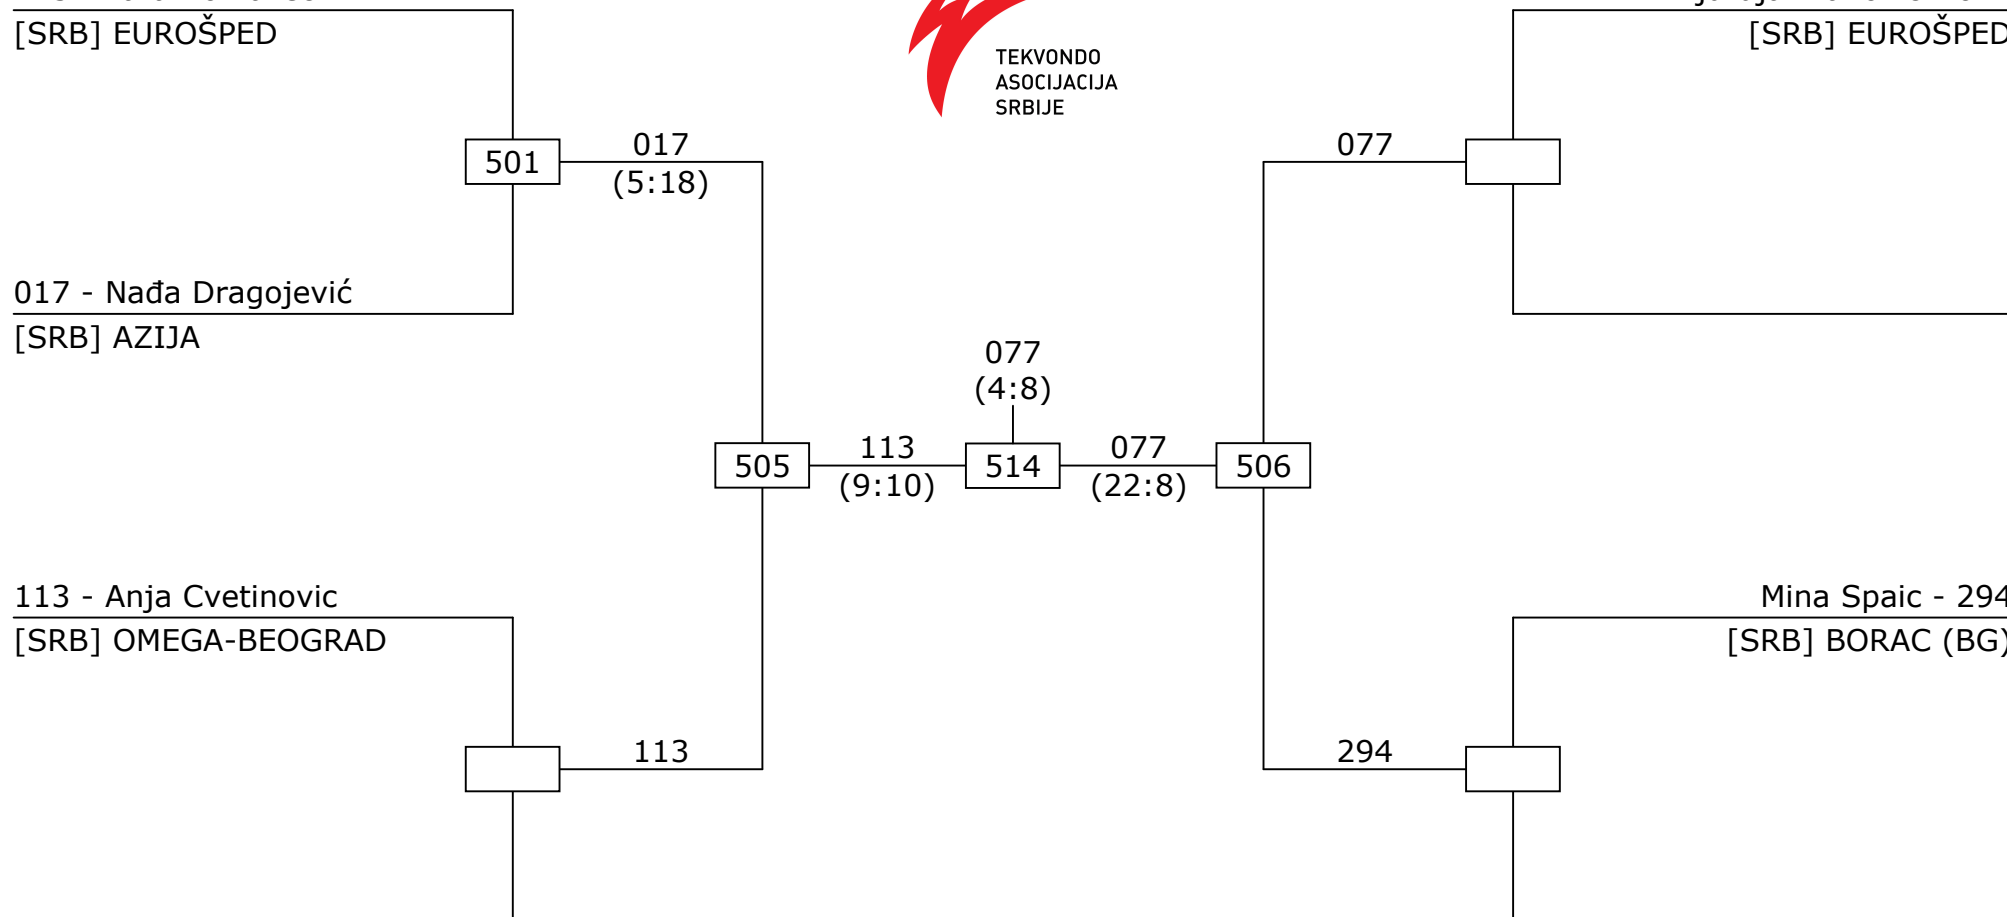 [SRB] EUROŠPED
[SRB] EUROŠPED
TEKVONDO
ASOCIJACIJA
SRBIJE
501
017
(5:18)
077
017 - Nađa Dragojević
[SRB] AZIJA
077
(4:8)
505
113
(9:10)
514
077
(22:8)
506
113 - Anja Cvetinovic
[SRB] OMEGA-BEOGRAD
Mina Spaic - 294
[SRB] BORAC (BG)
113
294